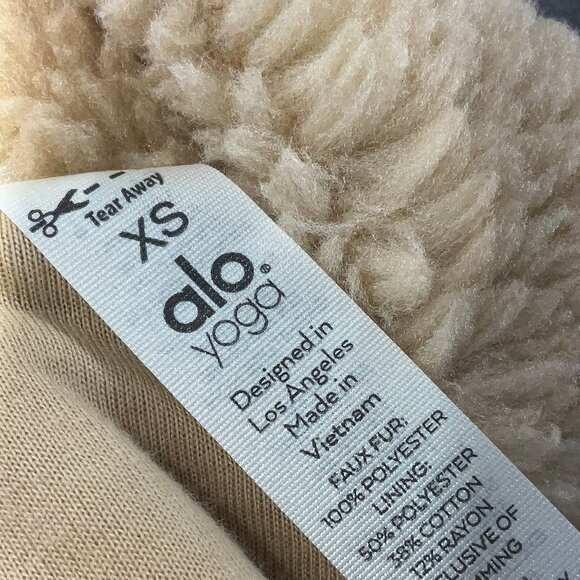 Tear Away
XS
alo®
yoga
Designed in
Los Angeles
Made in
Vietnam
FAUX FUR:
100% POLYESTER
LINING:
50% POLYESTER
38% COTTON
12% RAYON
EXCLUSIVE OF